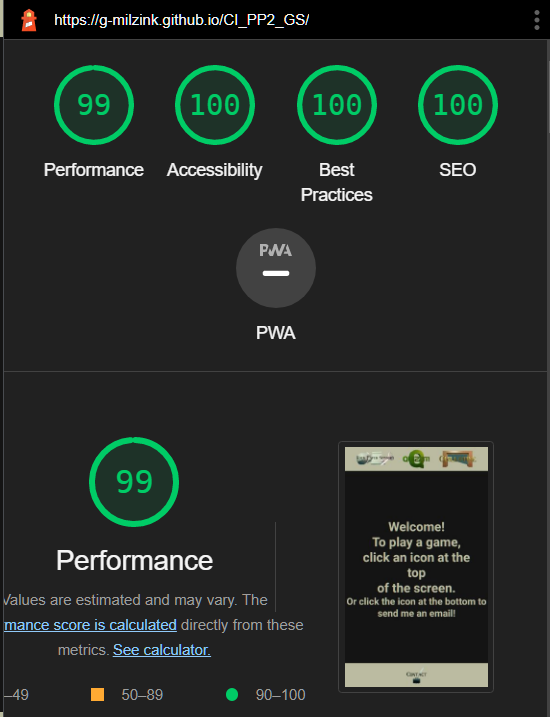 https://g-milzink.github.io/CI_PP2_GS/
99 100 100 100
Performance Accessibility Best Practices SEO
PWA
PWA
99
Performance
Values are estimated and may vary. The
mance score is calculated directly from these
metrics. See calculator.
–49 50–89 90–100
Welcome!
To play a game,
click an icon at the
top
of the screen.
Or click the icon at the bottom to
send me an email!
Contact